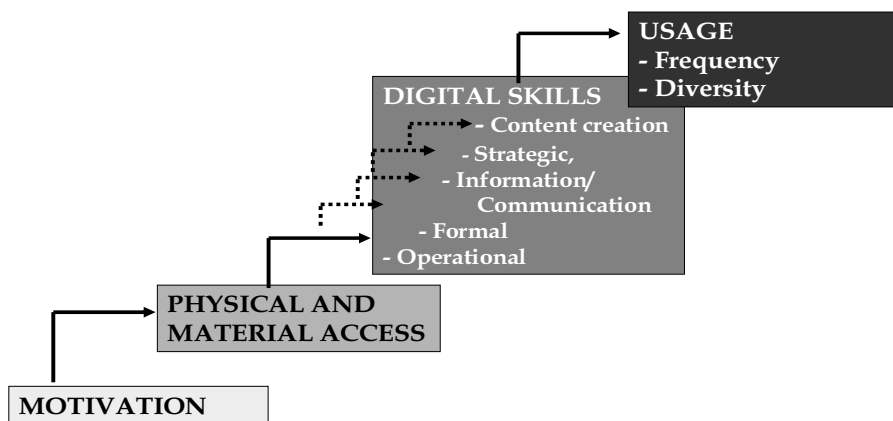 USAGE
- Frequency
- Diversity
DIGITAL SKILLS
- Content creation
- Strategic,
- Information/
Communication
- Formal
- Operational
PHYSICAL AND
MATERIAL ACCESS
MOTIVATION